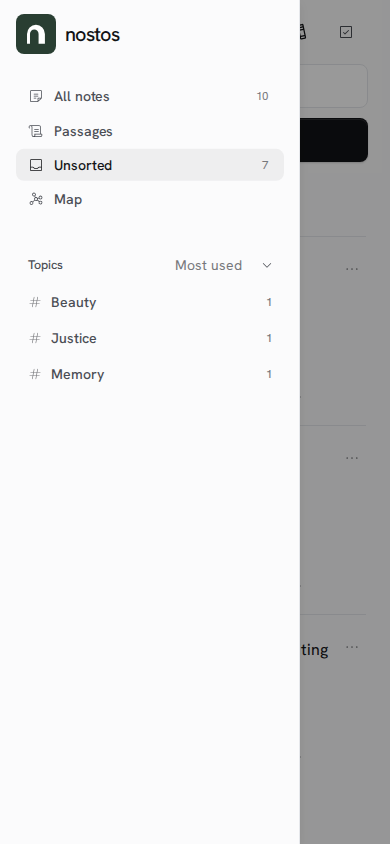 nostos
All notes 10
Passages
Unsorted 7
Map
Topics Most used
# Beauty 1
# Justice 1
# Memory 1
ting